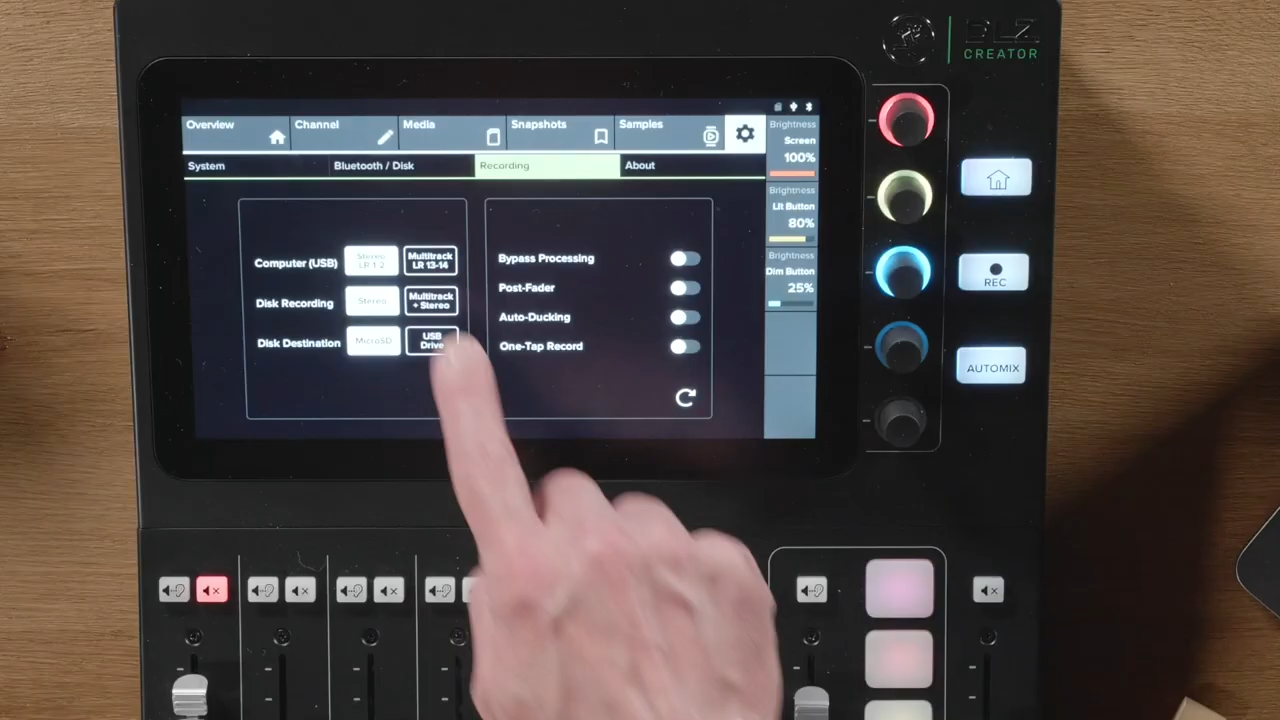 DLZ
CREATOR
Overview
Channel
Media
Snapshots
Samples
System
Bluetooth / Disk
Recording
About
Computer (USB)
Stereo
LR 1-2
Multitrack
LR 13-14
Disk Recording
Stereo
Multitrack
+ Stereo
Disk Destination
MicroSD
USB
Drive
Bypass Processing
Post-Fader
Auto-Ducking
One-Tap Record
Brightness
Screen
100%
Brightness
Lit Button
80%
Brightness
Dim Button
25%
REC
AUTOMIX